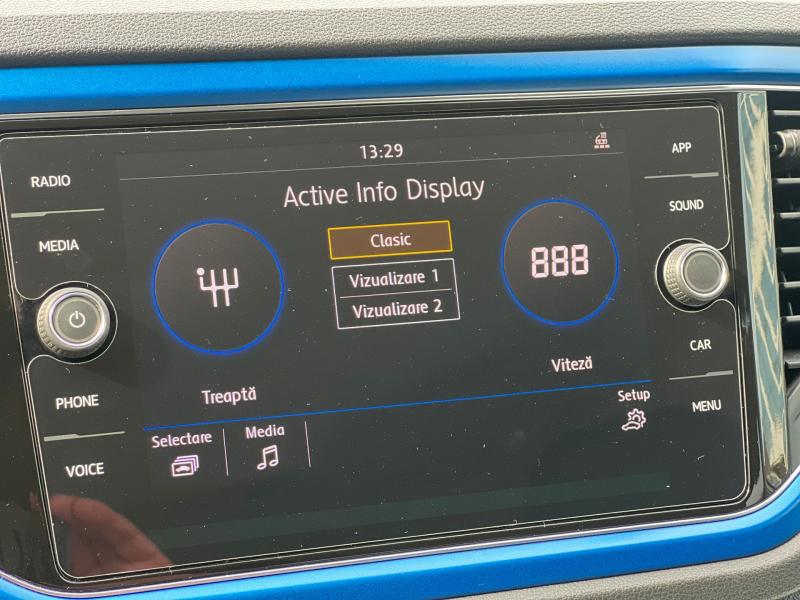 13:29
RADIO
APP
Active Info Display
SOUND
MEDIA
Clasic
888
Vizualizare 1
Vizualizare 2
CAR
Viteză
Treaptă
PHONE
Setup
MENU
Selectare
Media
VOICE